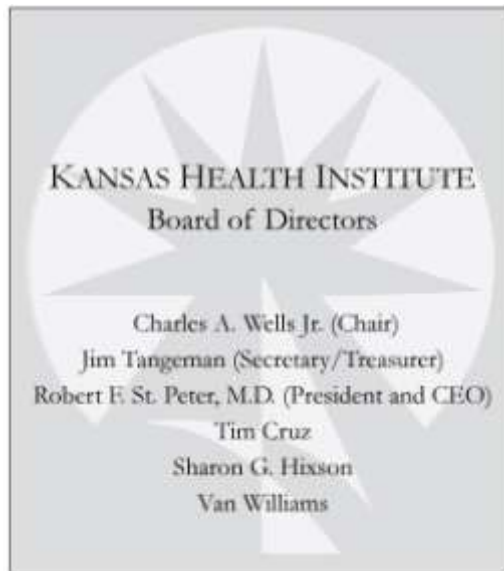 KANSAS HEALTH INSTITUTE
Board of Directors
Charles A. Wells Jr. (Chair)
Jim Tangeman (Secretary/Treasurer)
Robert F. St. Peter, M.D. (President and CEO)
Tim Cruz
Sharon G. Hixson
Van Williams